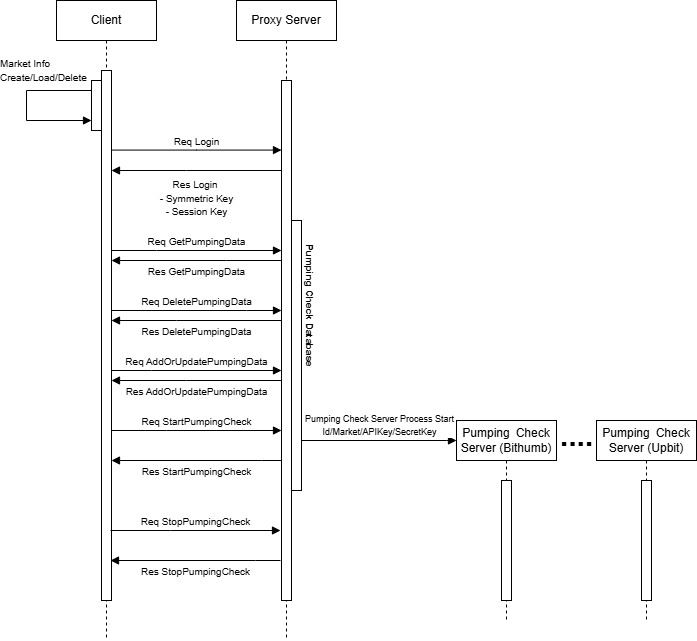 Client
Proxy Server
Market Info
Create/Load/Delete
Req Login
Res Login
- Symmetric Key
- Session Key
Req GetPumpingData
Res GetPumpingData
Req DeletePumpingData
Res DeletePumpingData
Req AddOrUpdatePumpingData
Res AddOrUpdatePumpingData
Req StartPumpingCheck
Res StartPumpingCheck
Req StopPumpingCheck
Res StopPumpingCheck
Pumping Check Database
Pumping Check Server Process Start
Id/Market/APIKey/SecretKey
Pumping Check
Server (Bithumb)
Pumping Check
Server (Upbit)